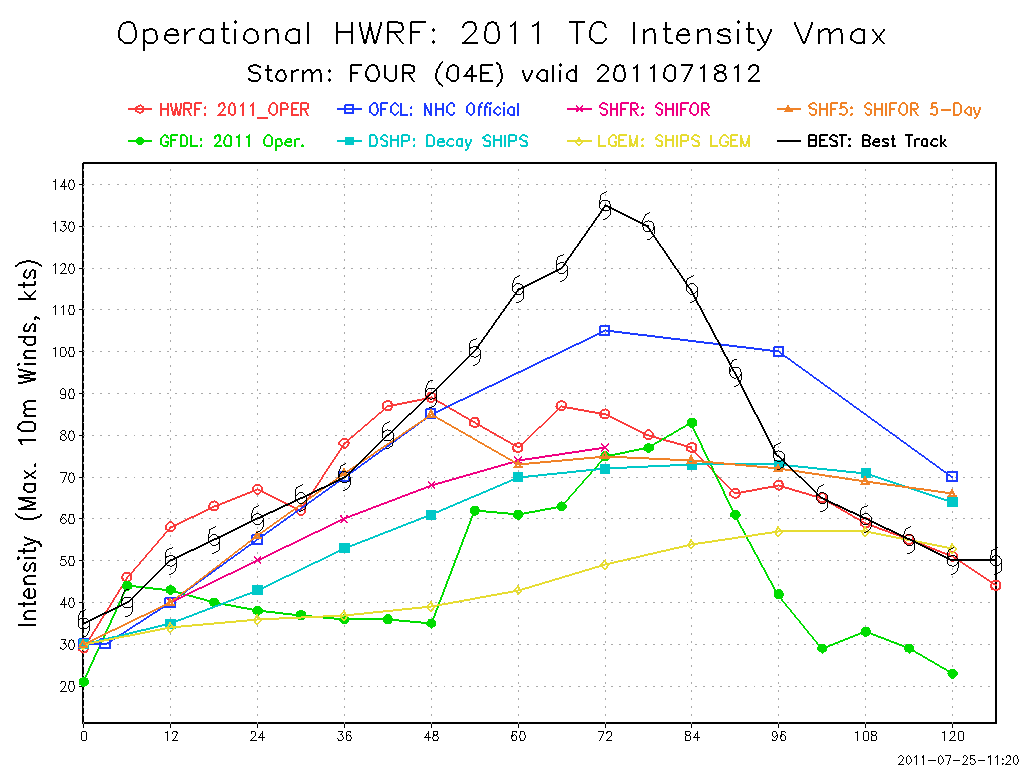 Operational HWRF: 2011 TC Intensity Vmax
Storm: FOUR (04E) valid 2011071812
HWRF: 2011_OPER OFCL: NHC Official SHFR: SHIFOR SHF5: SHIFOR 5-Day
GFDL: 2011 Oper. DSHP: Decay SHIPS LGEM: SHIPS LGEM BEST: Best Track
Intensity (Max. 10m Winds, kts)
140
130
120
110
100
90
80
70
60
50
40
30
20
0 12 24 36 48 60 72 84 96 108 120
2011-07-25-11:20